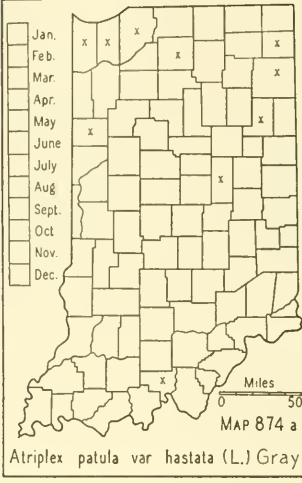 Jan.
Feb.
Mar.
Apr.
May
June
July
Aug
Sept.
Oct
Nov.
Dec.
x x x
x
x
x
x
x
x
x
Miles
0 50
MAP 874 a
Atriplex patula var hastata (L.) Gray